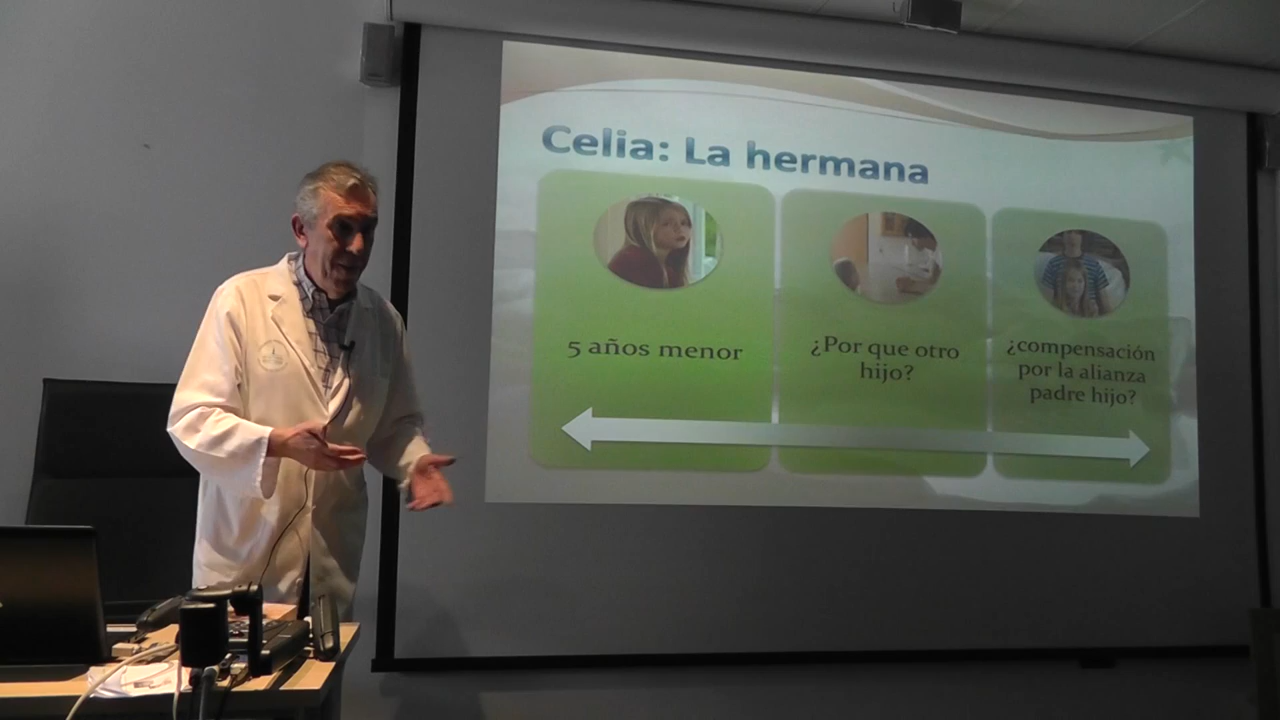 Celia: La hermana
5 años menor
¿Por que otro
hijo?
¿compensación
por la alianza
padre hijo?